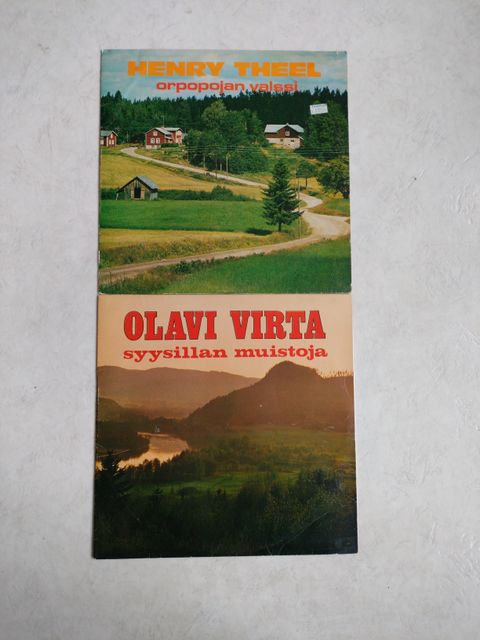 HENRY THEEL
orpopojan valssi
OLAVI VIRTA
syysillan muistoja